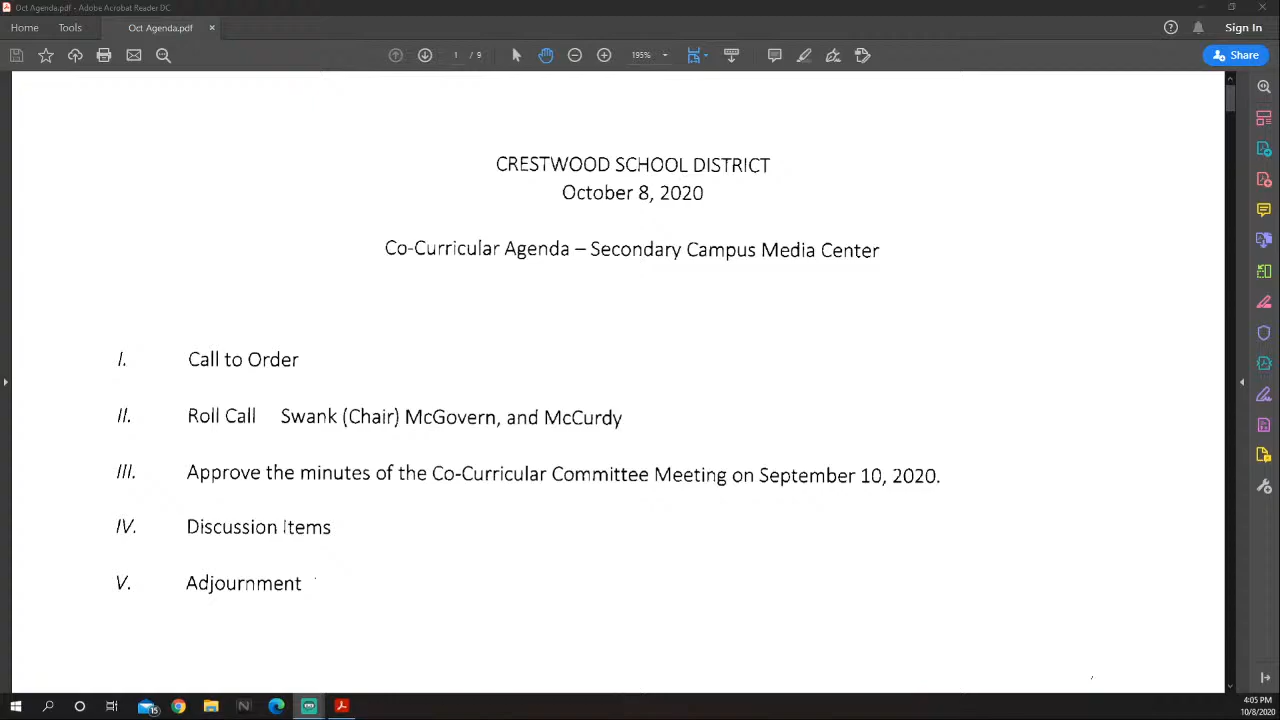 Oct Agenda.pdf - Adobe Acrobat Reader DC
Home Tools Oct Agenda.pdf × Sign In
1 / 9 195% Share
CRESTWOOD SCHOOL DISTRICT
October 8, 2020
Co-Curricular Agenda – Secondary Campus Media Center
I. Call to Order
II. Roll Call Swank (Chair) McGovern, and McCurdy
III. Approve the minutes of the Co-Curricular Committee Meeting on September 10, 2020.
IV. Discussion Items
V. Adjournment
15 N 4:05 PM
10/8/2020